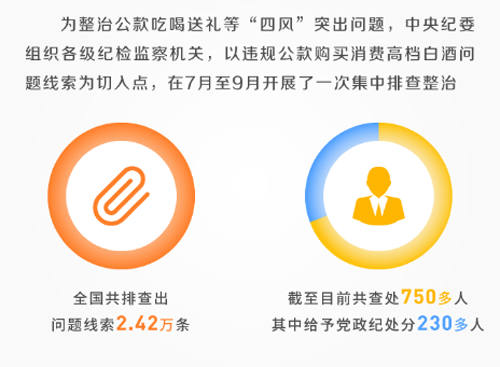 为整治公款吃喝送礼等“四风”突出问题，中央纪委
组织各级纪检监察机关，以违规公款购买消费高档白酒问
题线索为切入点，在7月至9月开展了一次集中排查整治
全国共排查出
问题线索2.42万条
截至目前共查处750多人
其中给予党政纪处分230多人